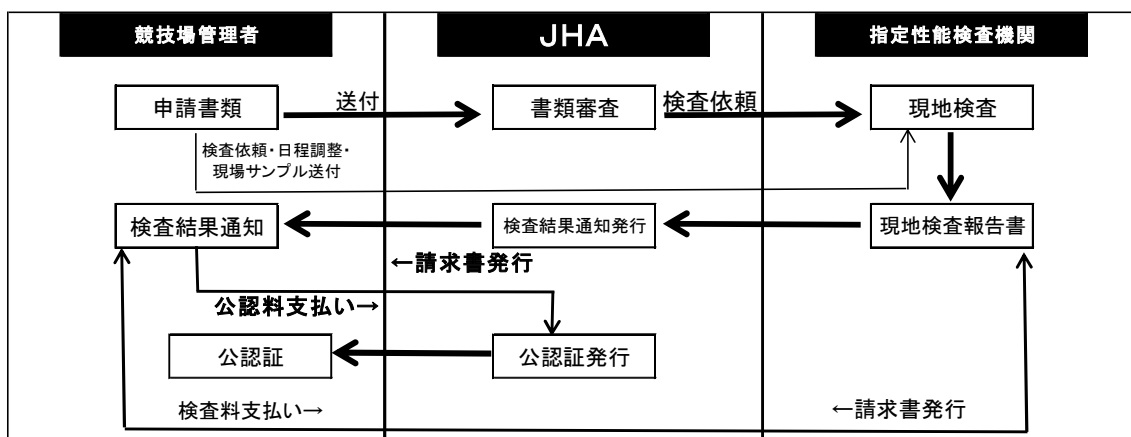 競技場管理者
JHA
指定性能検査機関
申請書類
送付
書類審査
検査依頼
現地検査
検査依頼・日程調整・
現場サンプル送付
検査結果通知
検査結果通知発行
現地検査報告書
←請求書発行
公認料支払い→
公認証
公認証発行
検査料支払い→
←請求書発行